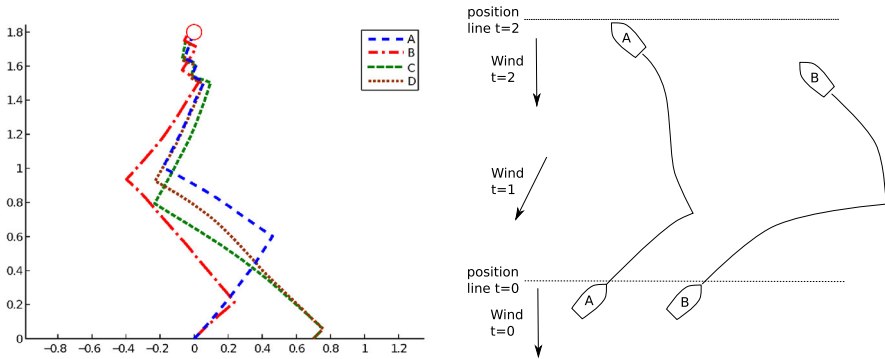 1.8
1.6
1.4
1.2
1
0.8
0.6
0.4
0.2
0
−0.8 −0.6 −0.4 −0.2 0 0.2 0.4 0.6 0.8 1 1.2
A
B
C
D
position
line t=2
Wind
t=2
A
B
Wind
t=1
position
line t=0
A
B
Wind
t=0